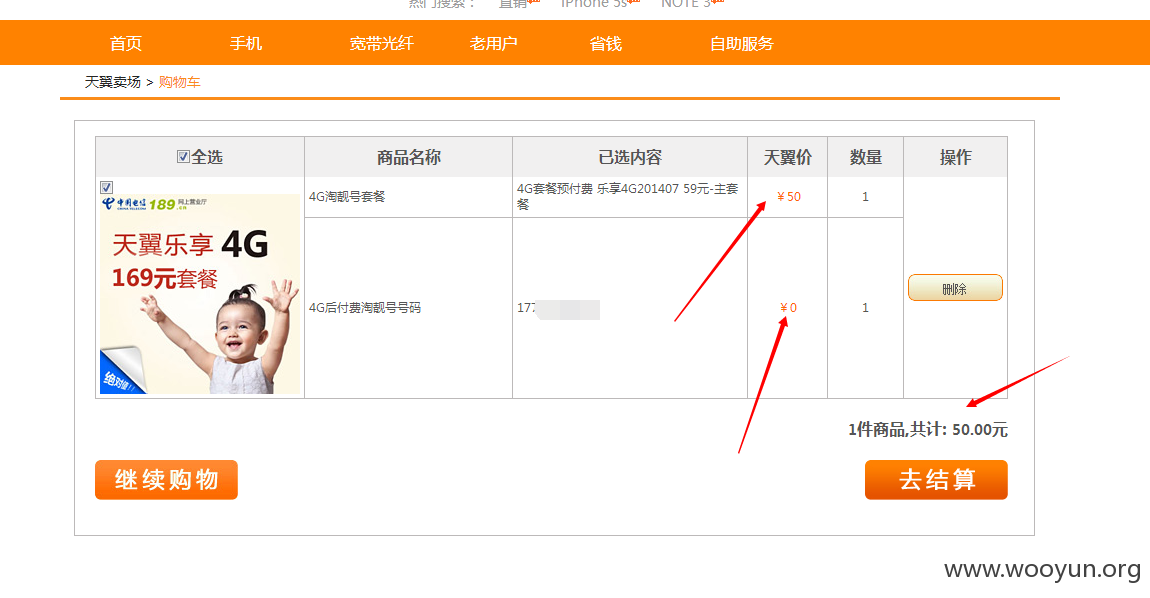 热门搜索： 直销 iPhone 5s NOTE 3
首页 手机 宽带光纤 老用户 省钱 自助服务
天翼卖场 > 购物车
全选 商品名称 已选内容 天翼价 数量 操作
中国电信 189 网上营业厅
CHINA TELECOM .cn
天翼乐享 4G
169元套餐
绝对值!!
4G淘靓号套餐 4G套餐预付费 乐享4G201407 59元-主套餐 ￥50 1
4G后付费淘靓号号码 177 ￥0 1
删除
1件商品,共计: 50.00元
继续购物 去结算
www.wooyun.org